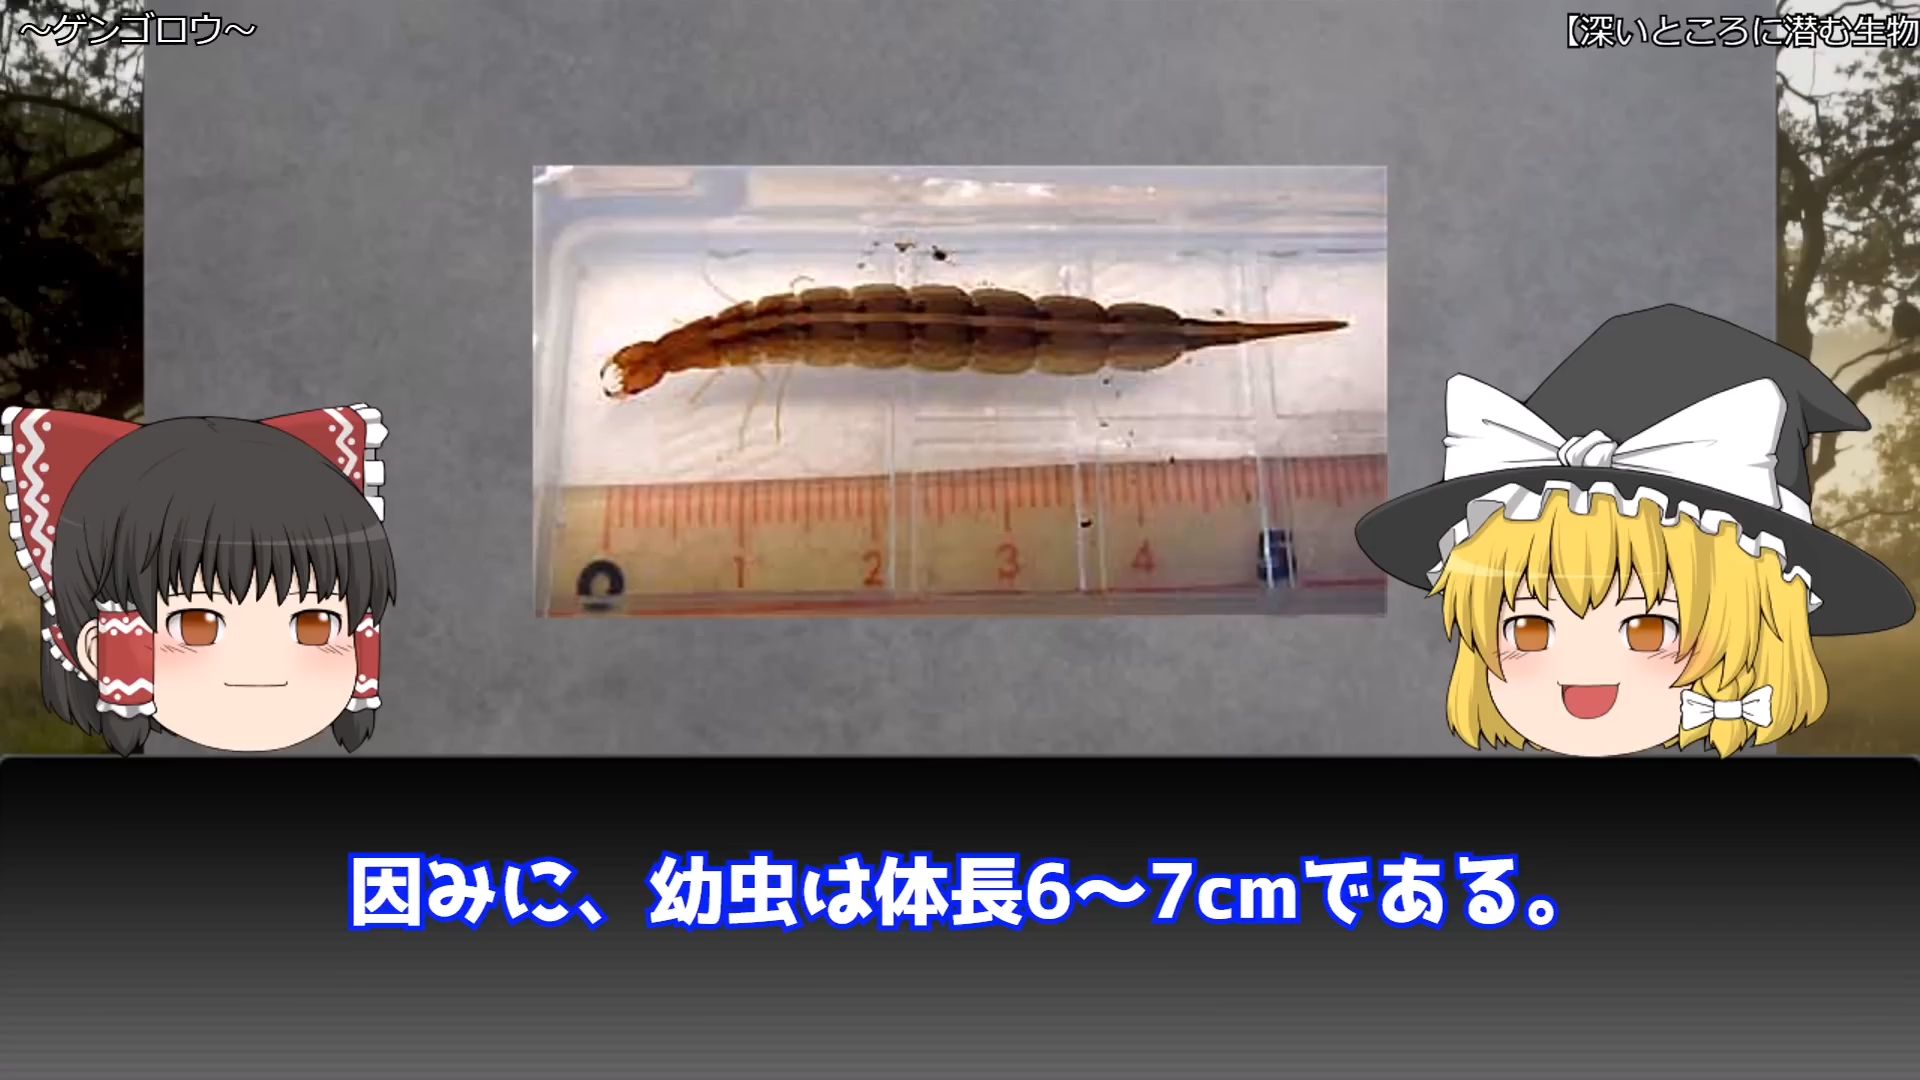 ～ゲンゴロウ～
【深いところに潜む生物
0 1 2 3 4
因みに、幼虫は体長6～7cmである。